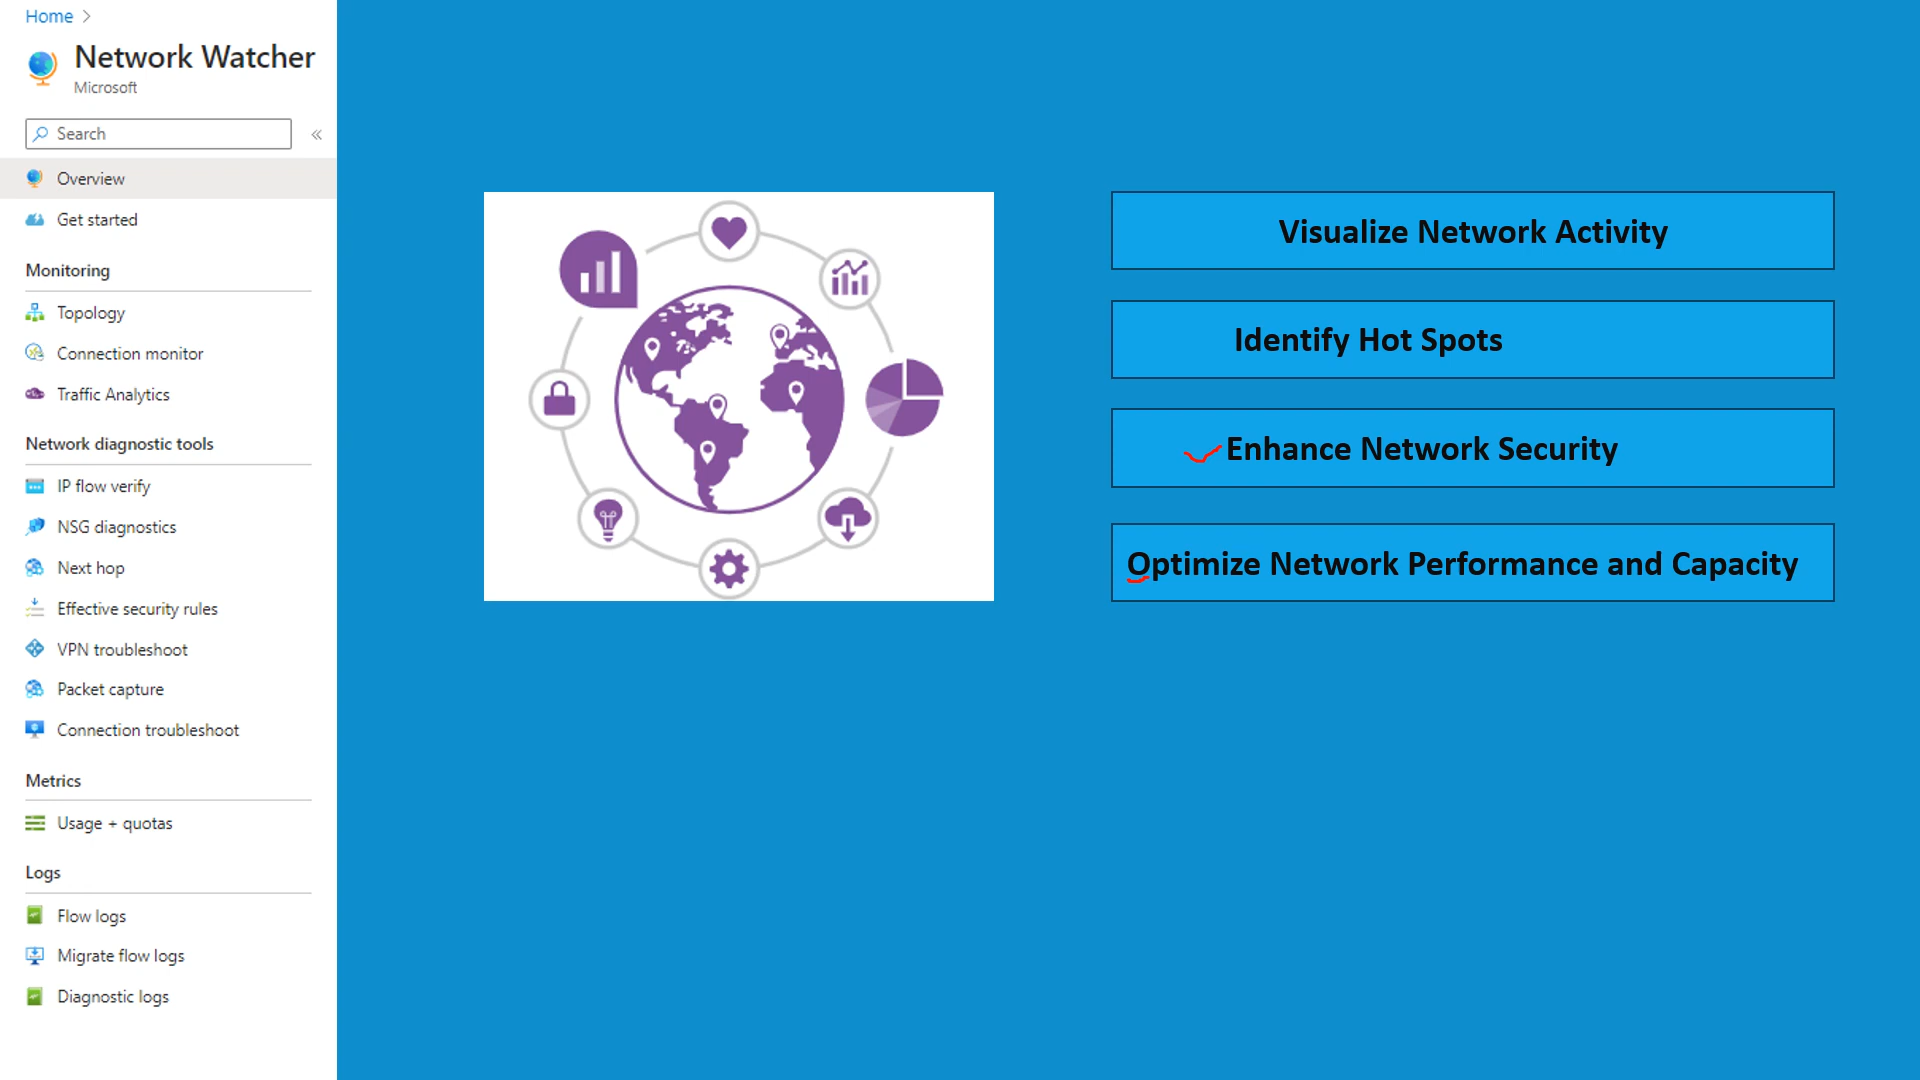 Home
Network Watcher
Microsoft
Search
Overview
Get started
Monitoring
Topology
Connection monitor
Traffic Analytics
Network diagnostic tools
IP flow verify
NSG diagnostics
Next hop
Effective security rules
VPN troubleshoot
Packet capture
Connection troubleshoot
Metrics
Usage + quotas
Logs
Flow logs
Migrate flow logs
Diagnostic logs
Visualize Network Activity
Identify Hot Spots
Enhance Network Security
Optimize Network Performance and Capacity